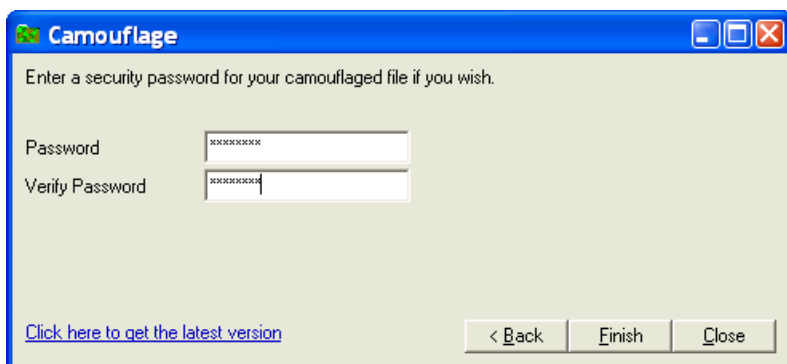 Camouflage
Enter a security password for your camouflaged file if you wish.
Password ********
Verify Password ********
Click here to get the latest version
< Back Finish Close